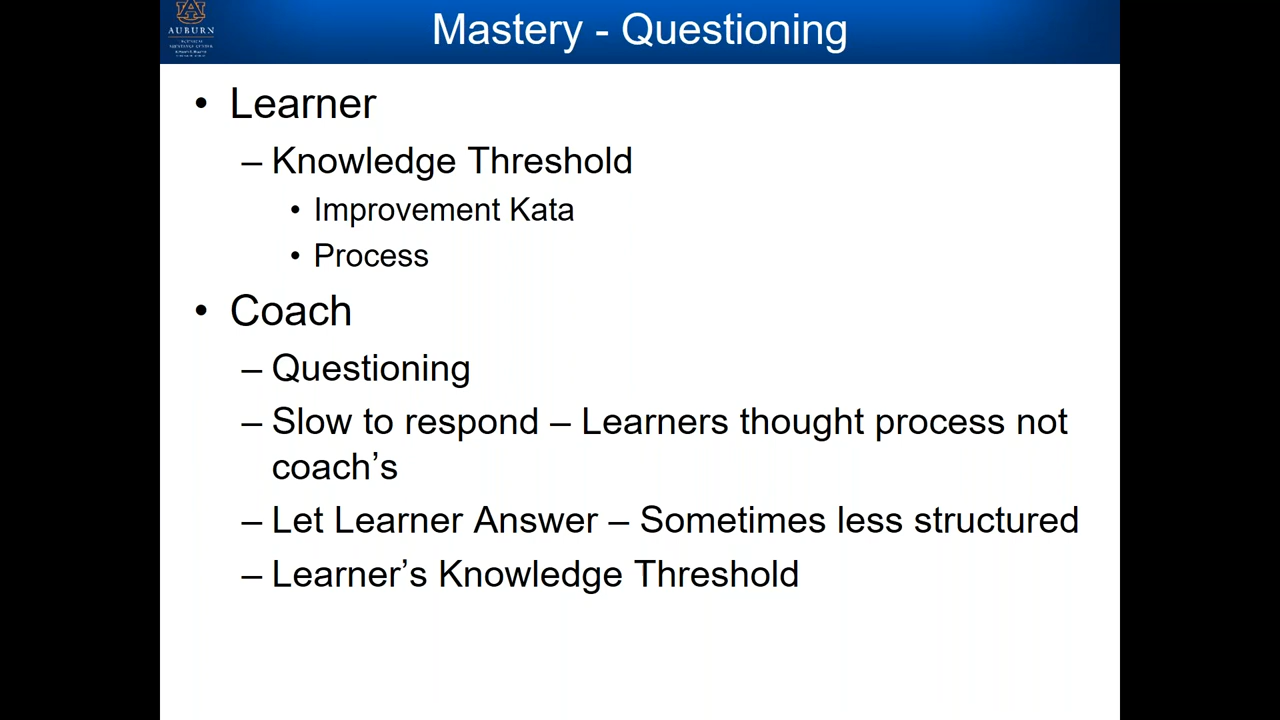 AUBURN
Mastery - Questioning
• Learner
– Knowledge Threshold
• Improvement Kata
• Process
• Coach
– Questioning
– Slow to respond – Learners thought process not
coach’s
– Let Learner Answer – Sometimes less structured
– Learner’s Knowledge Threshold